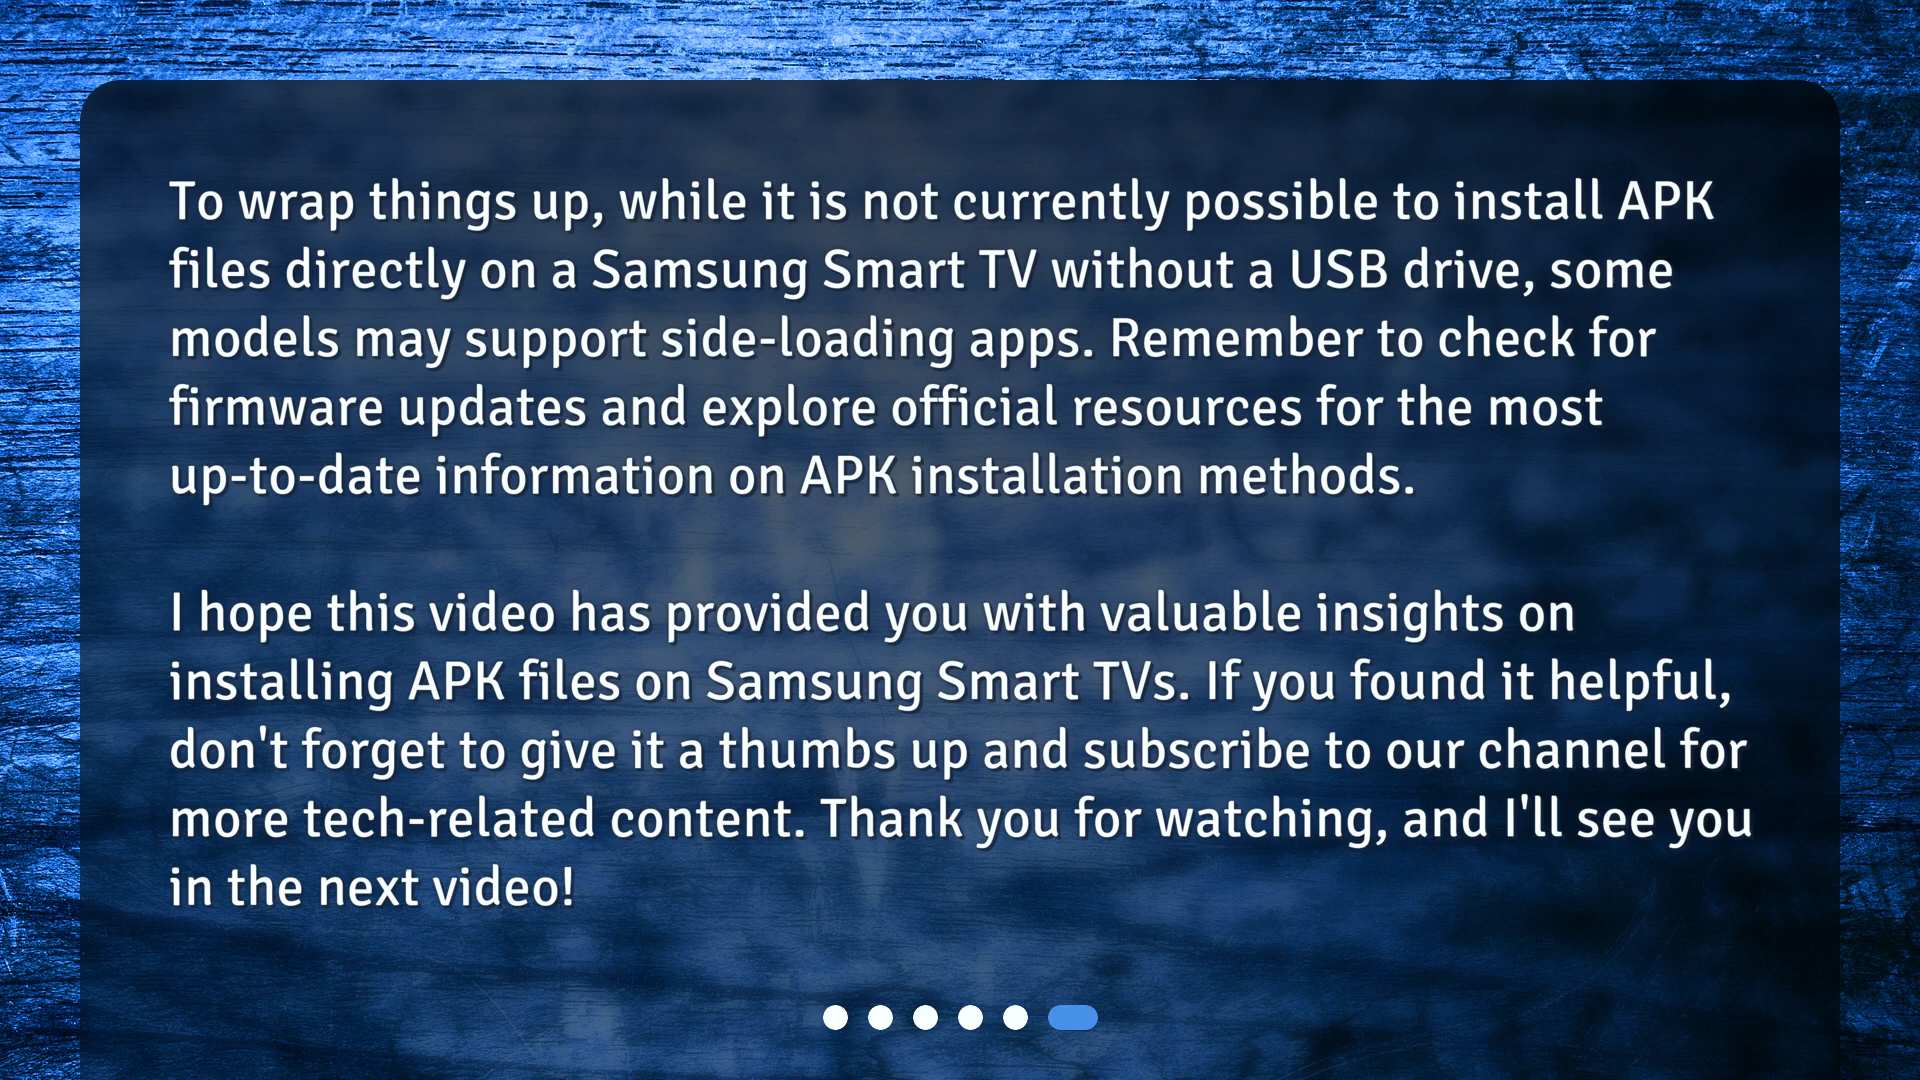 To wrap things up, while it is not currently possible to install APK
files directly on a Samsung Smart TV without a USB drive, some
models may support side-loading apps. Remember to check for
firmware updates and explore official resources for the most
up-to-date information on APK installation methods.
I hope this video has provided you with valuable insights on
installing APK files on Samsung Smart TVs. If you found it helpful,
don't forget to give it a thumbs up and subscribe to our channel for
more tech-related content. Thank you for watching, and I'll see you
in the next video!